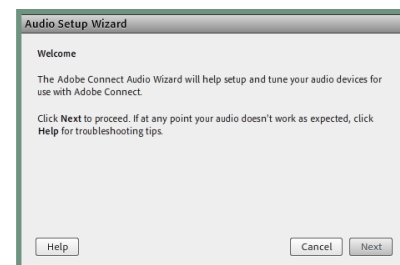 Audio Setup Wizard
Welcome
The Adobe Connect Audio Wizard will help setup and tune your audio devices for
use with Adobe Connect.
Click Next to proceed. If at any point your audio doesn't work as expected, click
Help for troubleshooting tips.
Help
Cancel
Next